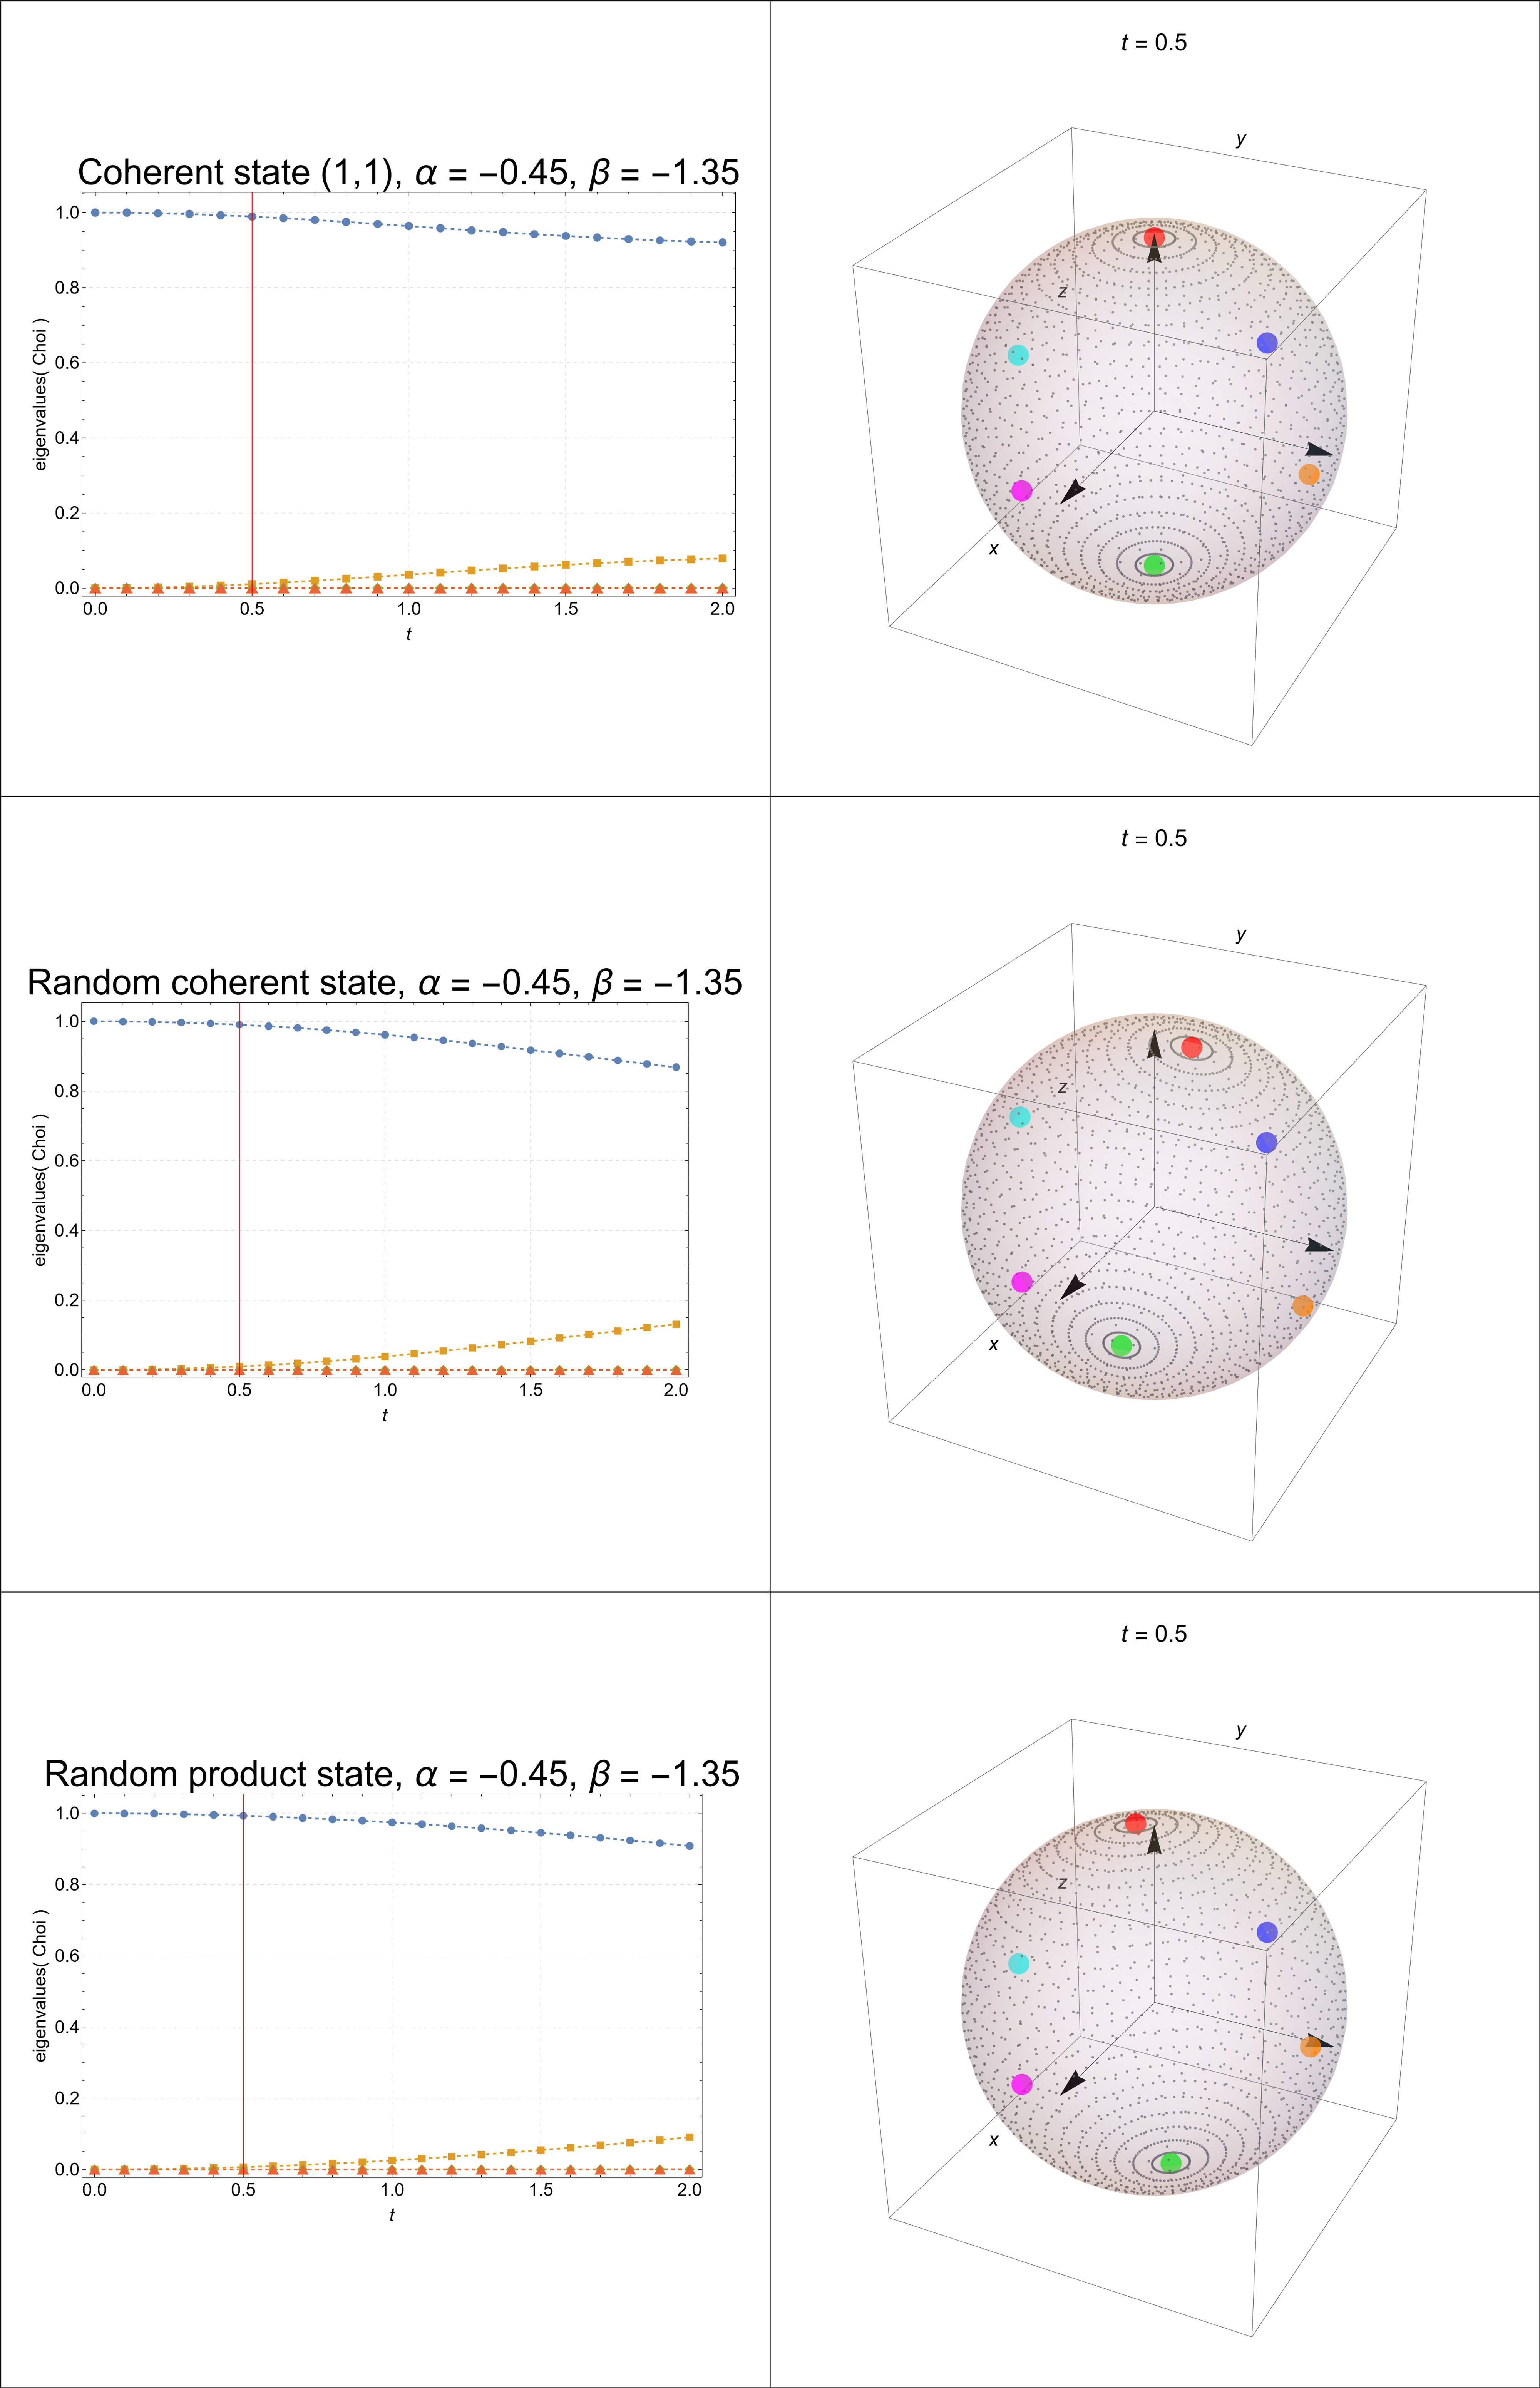 t = 0.5
y
Coherent state (1,1), α = −0.45, β = −1.35
1.0
0.8
0.6
0.4
0.2
0.0
eigenvalues( Choi )
0.0 0.5 1.0 1.5 2.0
t
z
x
t = 0.5
y
Random coherent state, α = −0.45, β = −1.35
1.0
0.8
0.6
0.4
0.2
0.0
eigenvalues( Choi )
0.0 0.5 1.0 1.5 2.0
t
z
x
t = 0.5
y
Random product state, α = −0.45, β = −1.35
1.0
0.8
0.6
0.4
0.2
0.0
eigenvalues( Choi )
0.0 0.5 1.0 1.5 2.0
t
z
x